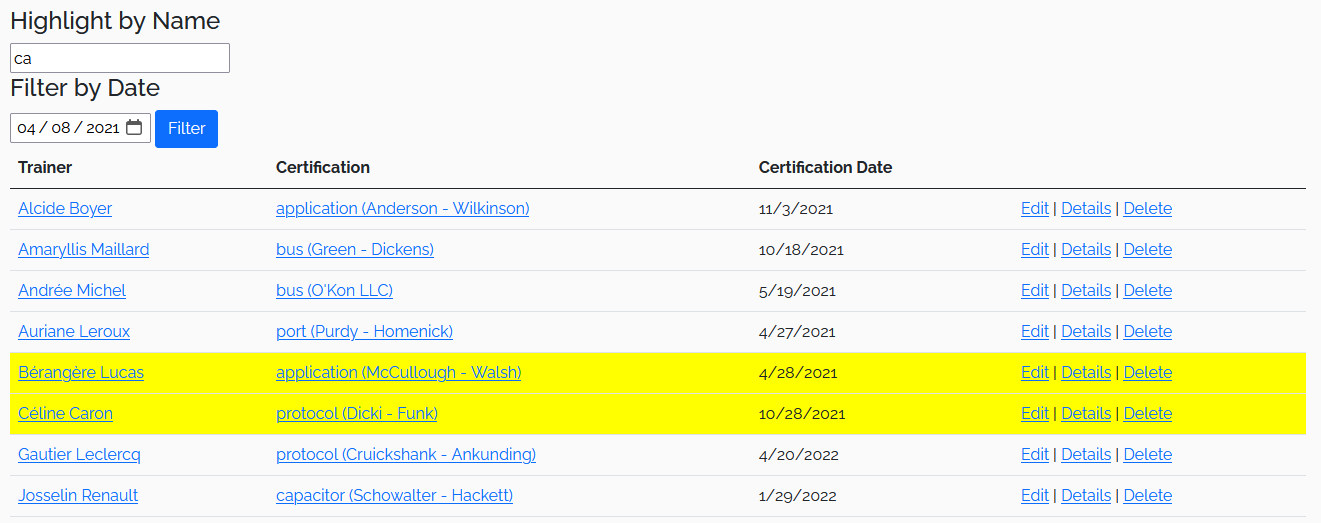 Highlight by Name
ca
Filter by Date
04 / 08 / 2021 Filter
Trainer Certification Certification Date
Alcide Boyer application (Anderson - Wilkinson) 11/3/2021 Edit | Details | Delete
Amaryllis Maillard bus (Green - Dickens) 10/18/2021 Edit | Details | Delete
Andrée Michel bus (O'Kon LLC) 5/19/2021 Edit | Details | Delete
Auriane Leroux port (Purdy - Homenick) 4/27/2021 Edit | Details | Delete
Bérangère Lucas application (McCullough - Walsh) 4/28/2021 Edit | Details | Delete
Céline Caron protocol (Dicki - Funk) 10/28/2021 Edit | Details | Delete
Gautier Leclercq protocol (Cruickshank - Ankunding) 4/20/2022 Edit | Details | Delete
Josselin Renault capacitor (Schowalter - Hackett) 1/29/2022 Edit | Details | Delete